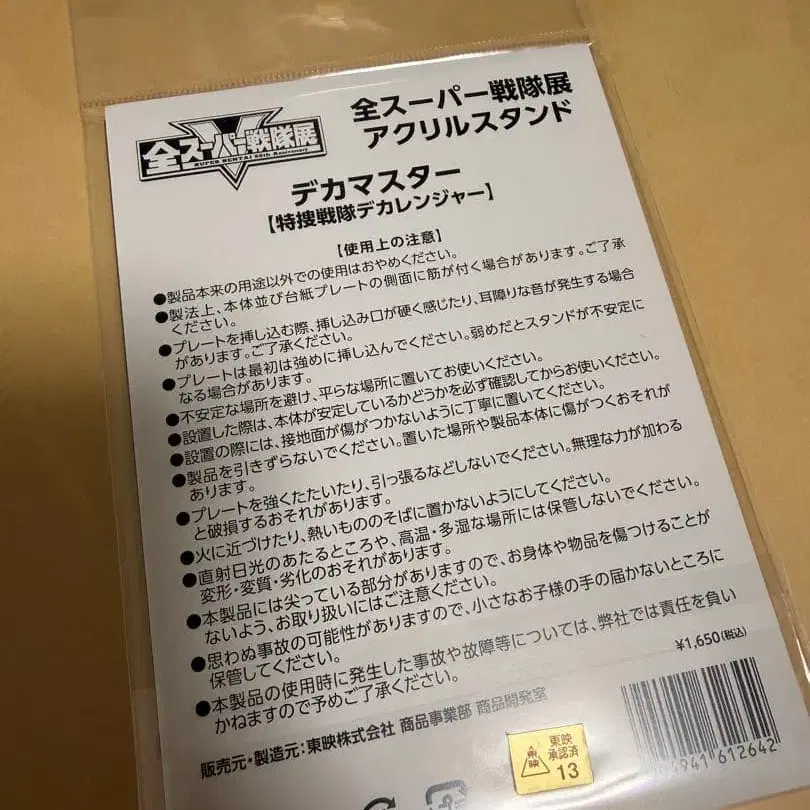 全スーパー戦隊展
SUPER SENTAI 50th Anniversary
全スーパー戦隊展
アクリルスタンド
デカマスター
【特捜戦隊デカレンジャー】
【使用上の注意】
●製品本来の用途以外での使用はおやめください。
●製法上、本体並び台紙プレートの側面に筋が付く場合があります。ご了承
ください。
●プレートを挿し込む際、挿し込み口が硬く感じたり、耳障りな音が発生する場合
があります。ご了承ください。
●プレートは最初は強めに挿し込んでください。弱めだとスタンドが不安定に
なる場合があります。
●不安定な場所を避け、平らな場所に置いてお使いください。
●設置した際は、本体が安定しているかどうかを必ず確認してからお使いください。
●設置の際には、接地面が傷がつかないように丁寧に置いてください。
●製品を引きずらないでください。置いた場所や製品本体に傷がつくおそれが
あります。
●プレートを強くたたいたり、引っ張るなどしないでください。無理な力が加わる
と破損するおそれがあります。
●火に近づけたり、熱いもののそばに置かないようにしてください。
●直射日光のあたるところや、高温・多湿な場所には保管しないでください。
変形・変質・劣化のおそれがあります。
●本製品には尖っている部分がありますので、お身体や物品を傷つけることが
ないよう、お取り扱いにはご注意ください。
●思わぬ事故の可能性がありますので、小さなお子様の手の届かないところに
保管してください。
●本製品の使用時に発生した事故や故障等については、弊社では責任を負い
かねますので予めご了承ください。
¥1,650(税込)
販売元・製造元：東映株式会社 商品事業部 商品開発室
東映
東映
承認済
13
4941 612642